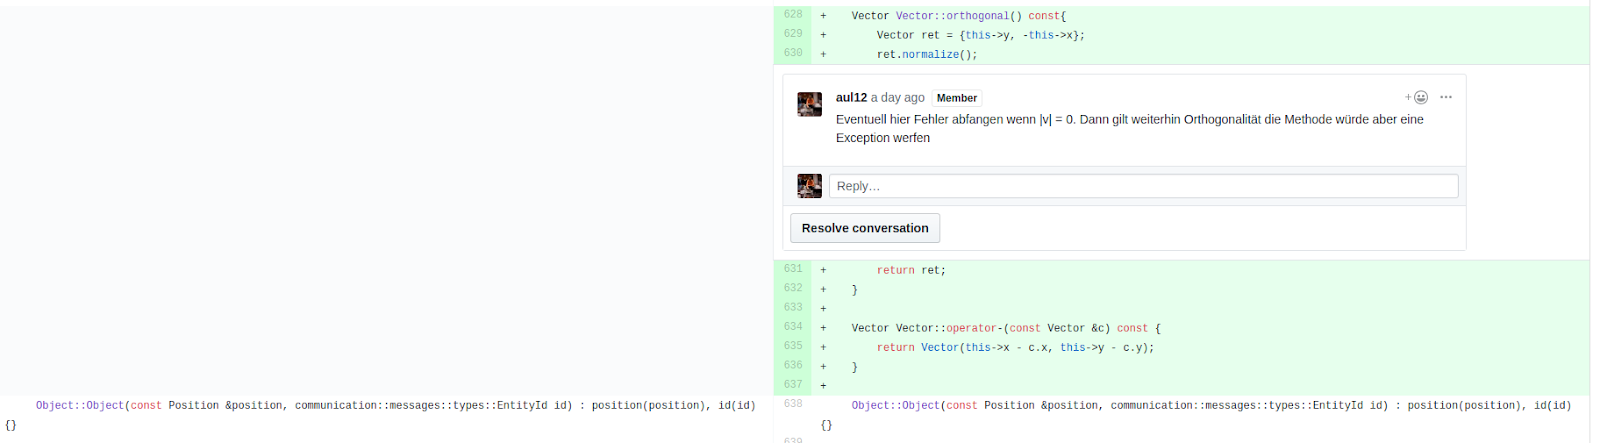 628 + Vector Vector::orthogonal() const{
629 + Vector ret = {this->y, -this->x};
630 + ret.normalize();
aul12 a day ago Member
Eventuell hier Fehler abfangen wenn |v| = 0. Dann gilt weiterhin Orthogonalität die Methode würde aber eine
Exception werfen
Reply…
Resolve conversation
631 + return ret;
632 + }
633 +
634 + Vector Vector::operator-(const Vector &c) const {
635 + return Vector(this->x - c.x, this->y - c.y);
636 + }
637 +
Object::Object(const Position &position, communication::messages::types::EntityId id) : position(position), id(id)
{}
638 Object::Object(const Position &position, communication::messages::types::EntityId id) : position(position), id(id)
{}
639